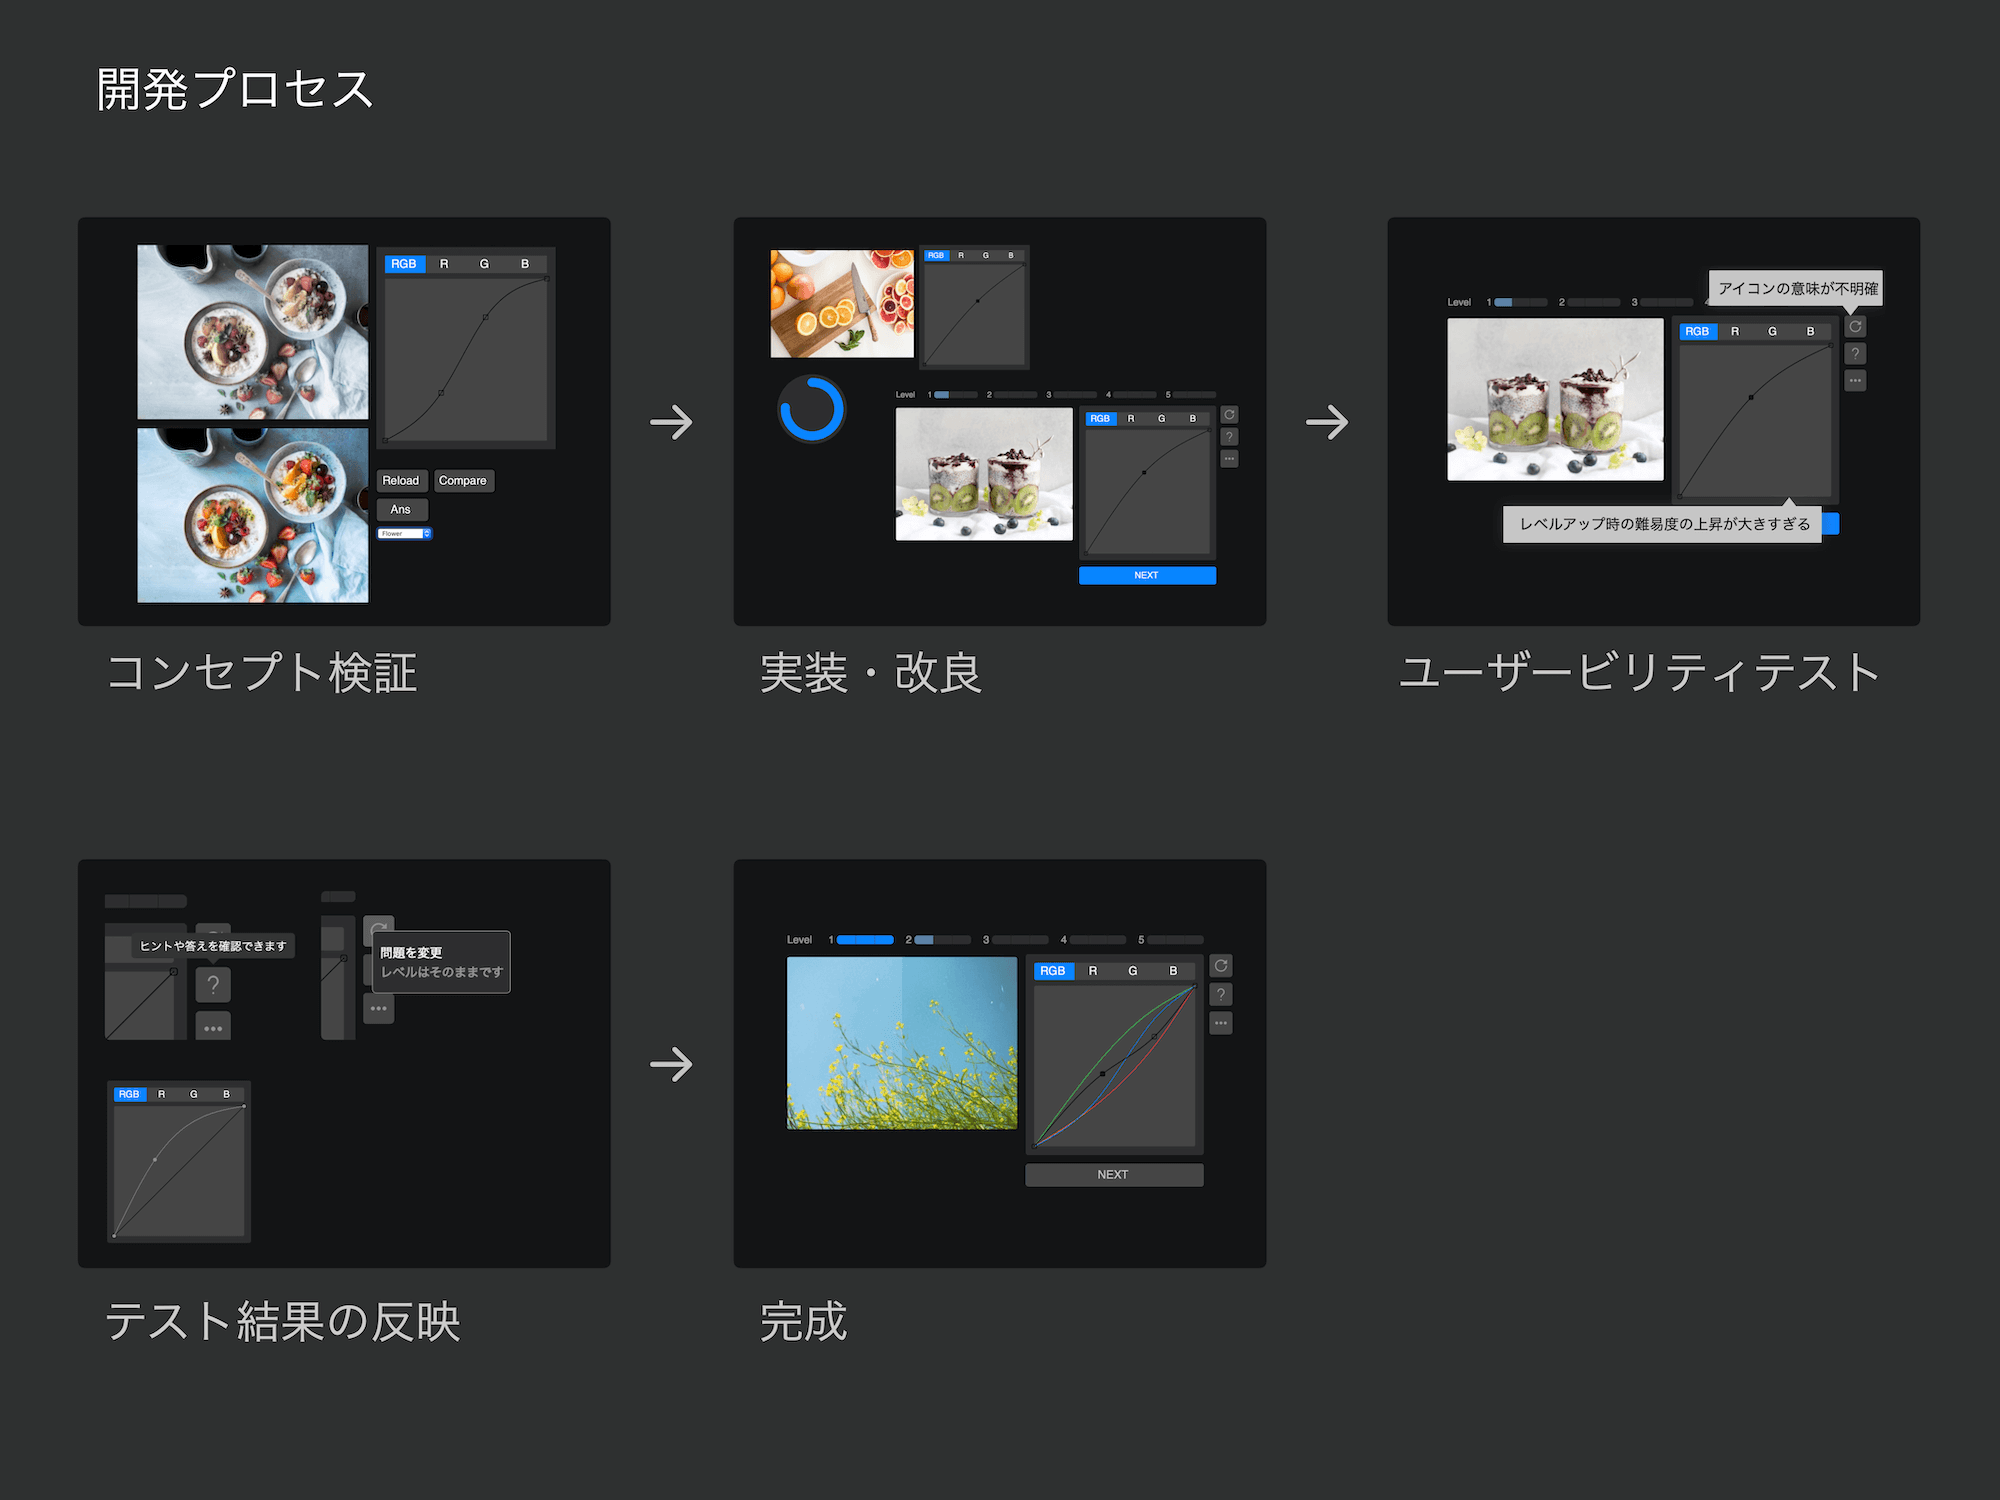 開発プロセス
RGB R G B
Reload Compare
Ans
Flower
コンセプト検証
RGB R G B
Level 1 2 3 4 5
RGB R G B
?
NEXT
実装・改良
アイコンの意味が不明確
Level 1 2 3 4
RGB R G B
?
レベルアップ時の難易度の上昇が大きすぎる
ユーザービリティテスト
ヒントや答えを確認できます
?
問題を変更
レベルはそのままです
RGB R G B
テスト結果の反映
Level 1 2 3 4 5
RGB R G B
?
NEXT
完成